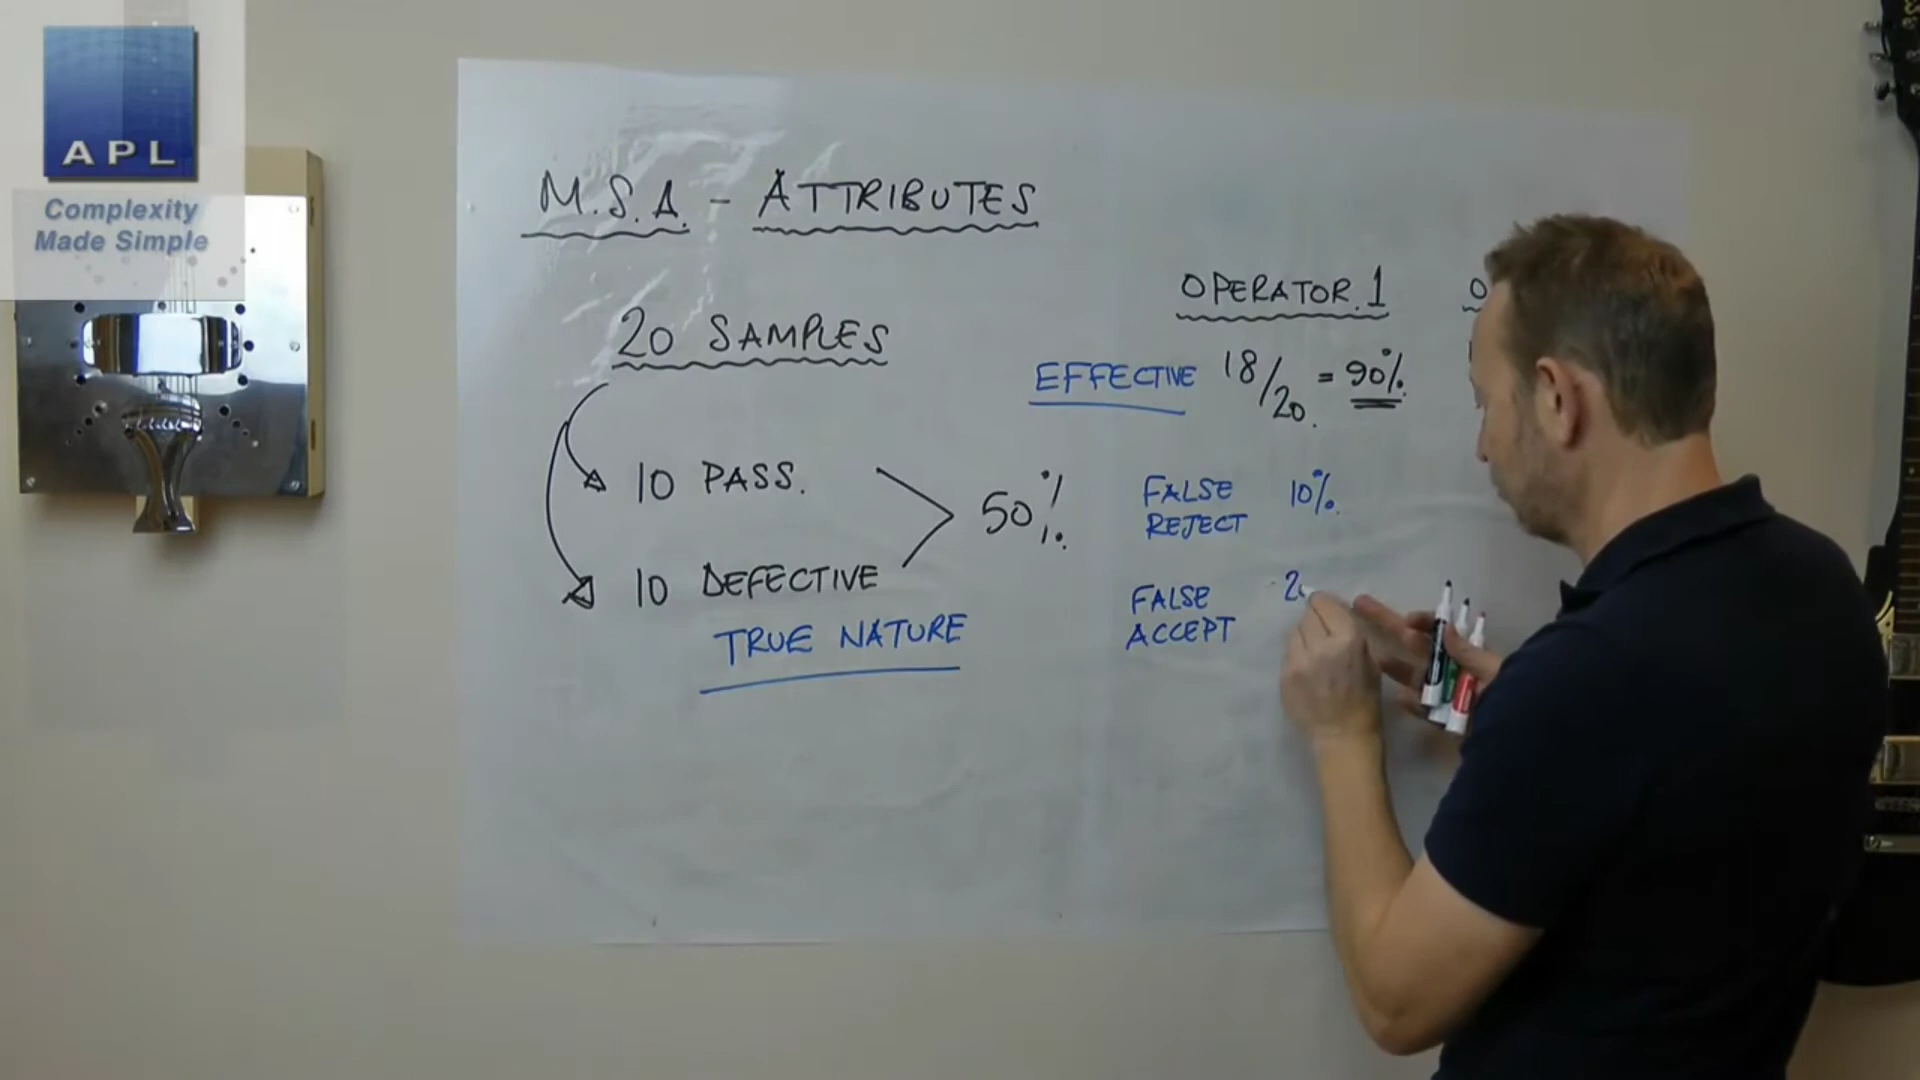 APL
Complexity
Made Simple
M.S.A. - ATTRIBUTES
20 SAMPLES
10 PASS.
10 DEFECTIVE
50%
TRUE NATURE
OPERATOR.1
EFFECTIVE 18/20 = 90%
FALSE
REJECT
10%
FALSE
ACCEPT